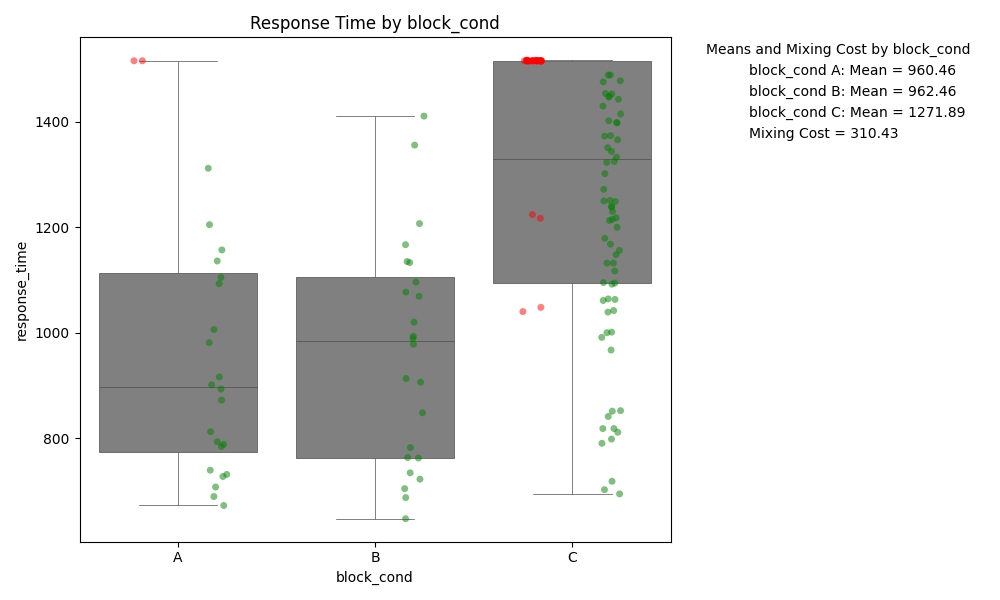 Response Time by block_cond
Means and Mixing Cost by block_cond
block_cond A: Mean = 960.46
block_cond B: Mean = 962.46
block_cond C: Mean = 1271.89
Mixing Cost = 310.43
response_time
1400
1200
1000
800
A
B
C
block_cond